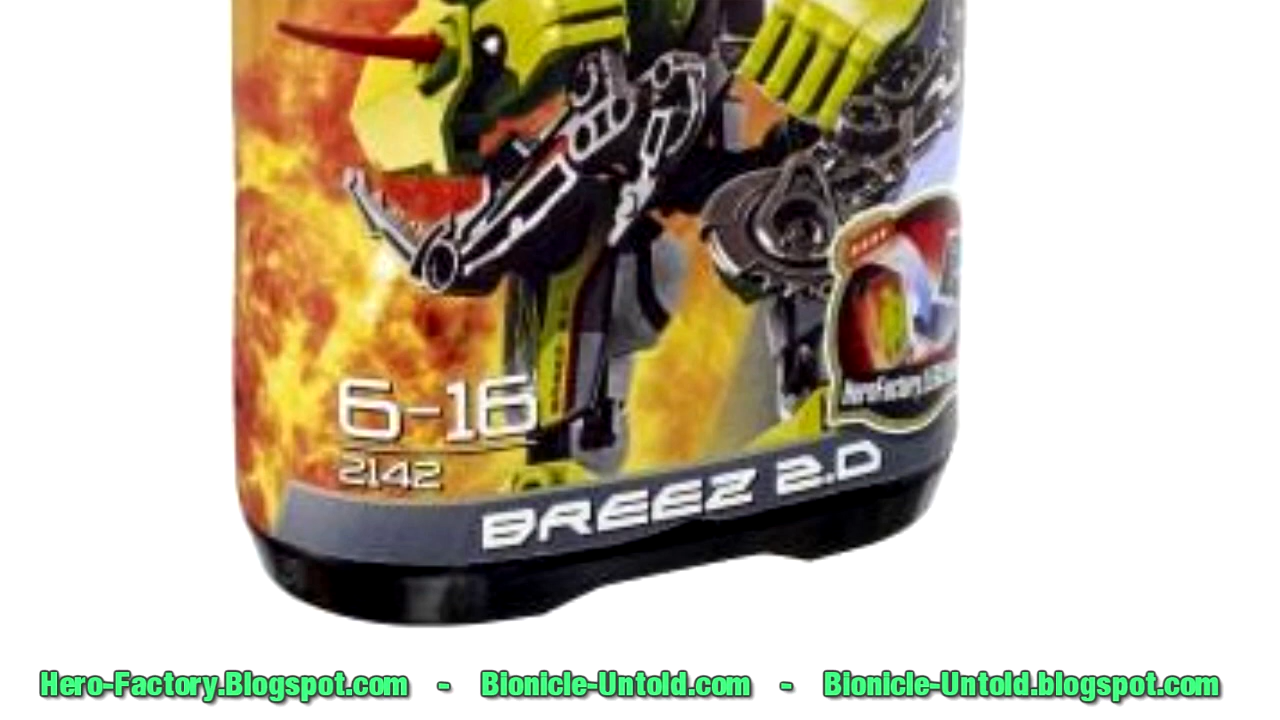 6-16
2142
BREEZ 2.0
Hero-Factory.Blogspot.com - Bionicle-Untold.com - Bionicle-Untold.blogspot.com